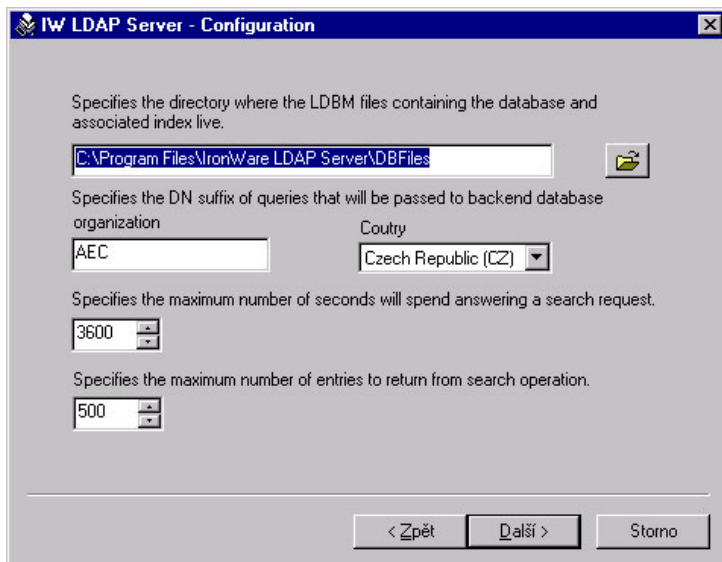 IW LDAP Server - Configuration
Specifies the directory where the LDBM files containing the database and
associated index live.
C:\Program Files\IronWare LDAP Server\DBFiles
Specifies the DN suffix of queries that will be passed to backend database
organization
Coutry
AEC
Czech Republic (CZ)
Specifies the maximum number of seconds will spend answering a search request.
3600
Specifies the maximum number of entries to return from search operation.
500
< Zpět
Další >
Storno